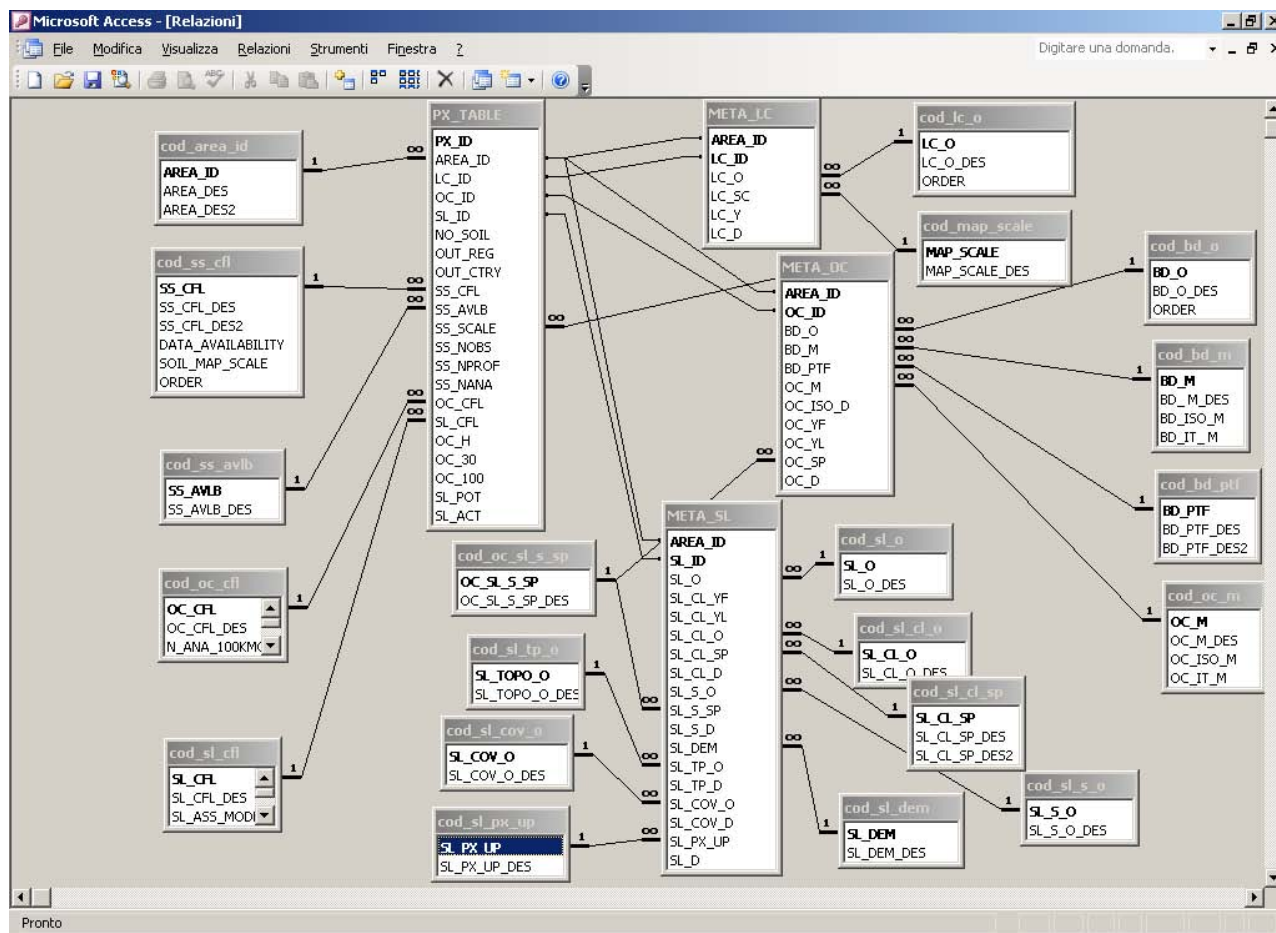 Microsoft Access - [Relazioni]
File Modifica Visualizza Relazioni Strumenti Finestra ?
Digitare una domanda.
cod_area_id
AREA_ID
AREA_DES
AREA_DES2
cod_ss_cfl
SS_CFL
SS_CFL_DES
SS_CFL_DES2
DATA_AVAILABILITY
SOIL_MAP_SCALE
ORDER
cod_ss_avlb
SS_AVLB
SS_AVLB_DES
cod_oc_cfl
OC_CFL
OC_CFL_DES
N_ANA_100KMC
cod_sl_cfl
SL_CFL
SL_CFL_DES
SL_ASS_MODE
PX_TABLE
PX_ID
AREA_ID
LC_ID
OC_ID
SL_ID
NO_SOIL
OUT_REG
OUT_CTRY
SS_CFL
SS_AVLB
SS_SCALE
SS_NOBS
SS_NPROF
SS_NANA
OC_CFL
SL_CFL
OC_H
OC_30
OC_100
SL_POT
SL_ACT
cod_oc_sl_s_sp
OC_SL_S_SP
OC_SL_S_SP_DES
cod_sl_tp_o
SL_TOPO_O
SL_TOPO_O_DES
cod_sl_cov_o
SL_COV_O
SL_COV_O_DES
cod_sl_px_up
SL_PX_UP
SL_PX_UP_DES
META_LC
AREA_ID
LC_ID
LC_O
LC_SC
LC_Y
LC_D
META_OC
AREA_ID
OC_ID
BD_O
BD_M
BD_PTF
OC_M
OC_ISO_D
OC_YF
OC_YL
OC_SP
OC_D
META_SL
AREA_ID
SL_ID
SL_O
SL_CL_YF
SL_CL_YL
SL_CL_O
SL_CL_SP
SL_CL_D
SL_S_O
SL_S_SP
SL_S_D
SL_DEM
SL_TP_O
SL_TP_D
SL_COV_O
SL_COV_D
SL_PX_UP
SL_D
cod_lc_o
LC_O
LC_O_DES
ORDER
cod_map_scale
MAP_SCALE
MAP_SCALE_DES
cod_bd_o
BD_O
BD_O_DES
ORDER
cod_bd_m
BD_M
BD_M_DES
BD_ISO_M
BD_IT_M
cod_bd_ptf
BD_PTF
BD_PTF_DES
BD_PTF_DES2
cod_oc_m
OC_M
OC_M_DES
OC_ISO_M
OC_IT_M
cod_sl_o
SL_O
SL_O_DES
cod_sl_cl_o
SL_CL_O
SL_CL_O_DES
cod_sl_cl_sp
SL_CL_SP
SL_CL_SP_DES
SL_CL_SP_DES2
cod_sl_s_o
SL_S_O
SL_S_O_DES
cod_sl_dem
SL_DEM
SL_DEM_DES
Pronto